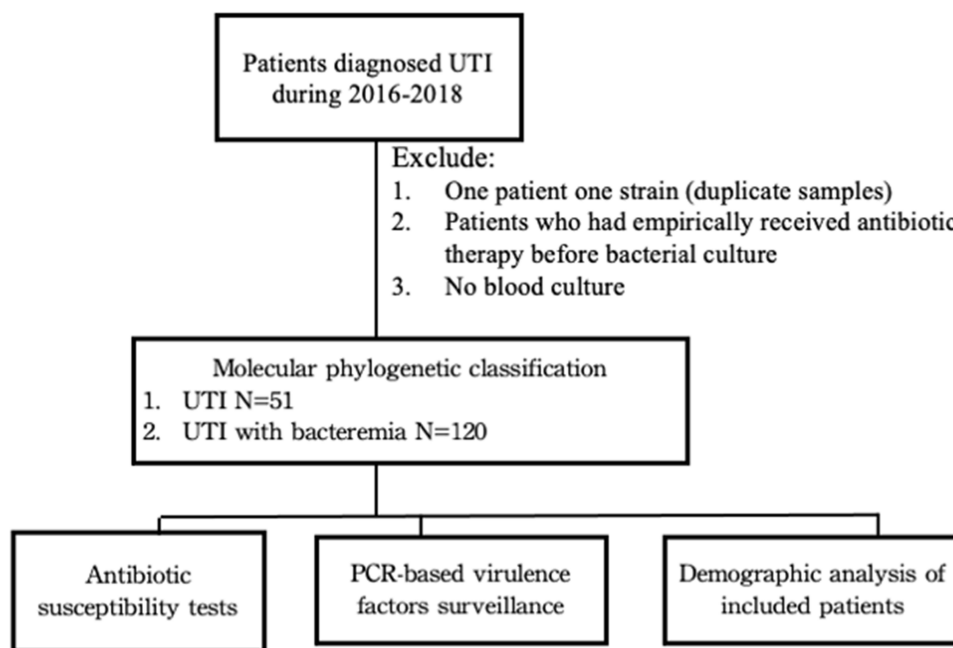 Patients diagnosed UTI
during 2016-2018
Exclude:
1. One patient one strain (duplicate samples)
2. Patients who had empirically received antibiotic
therapy before bacterial culture
3. No blood culture
Molecular phylogenetic classification
1. UTI N=51
2. UTI with bacteremia N=120
Antibiotic
susceptibility tests
PCR-based virulence
factors surveillance
Demographic analysis of
included patients